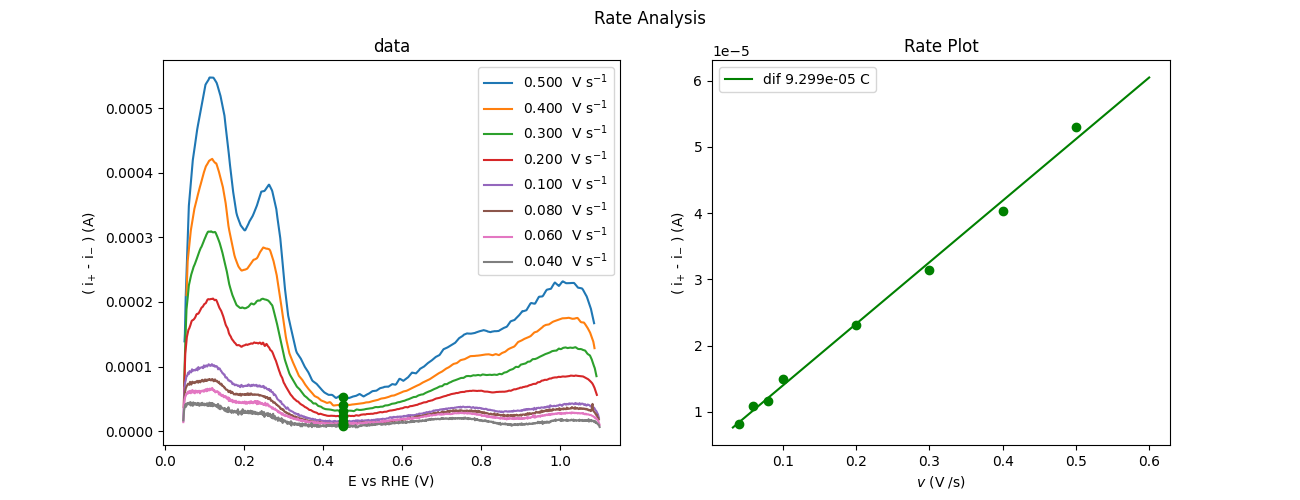 Rate Analysis
data
( i₊ - i₋ ) (A)
0.0005
0.0004
0.0003
0.0002
0.0001
0.0000
0.500 V s⁻¹
0.400 V s⁻¹
0.300 V s⁻¹
0.200 V s⁻¹
0.100 V s⁻¹
0.080 V s⁻¹
0.060 V s⁻¹
0.040 V s⁻¹
0.0 0.2 0.4 0.6 0.8 1.0
E vs RHE (V)
Rate Plot
1e−5
dif 9.299e-05 C
( i₊ - i₋ ) (A)
6
5
4
3
2
1
0.1 0.2 0.3 0.4 0.5 0.6
v (V /s)